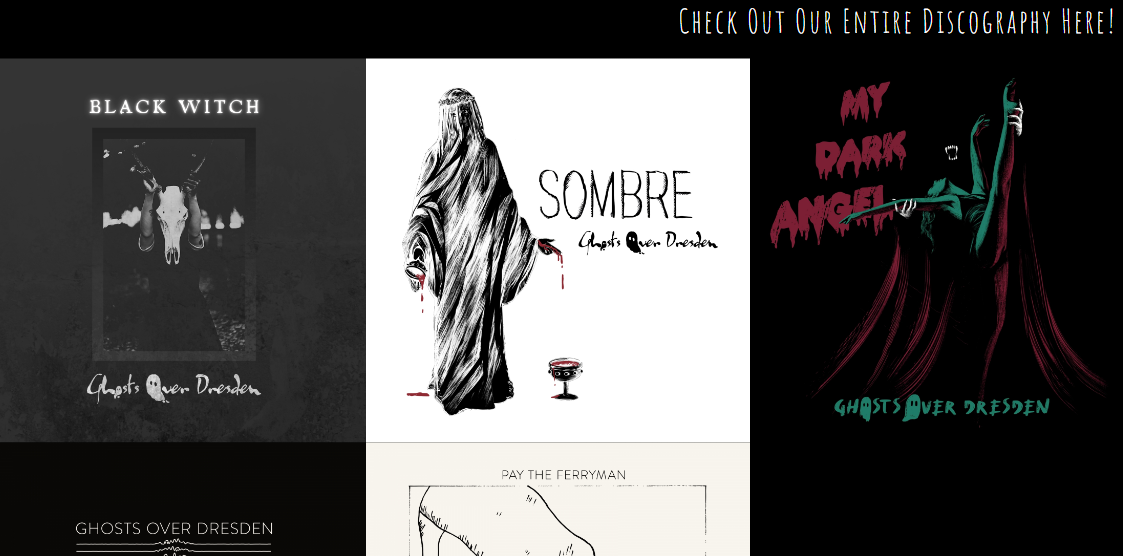 Check Out Our Entire Discography Here!
BLACK WITCH
Ghosts Over Dresden
SOMBRE
Ghosts Over Dresden
MY
DARK
ANGEL
GHOSTS OVER DRESDEN
GHOSTS OVER DRESDEN
PAY THE FERRYMAN